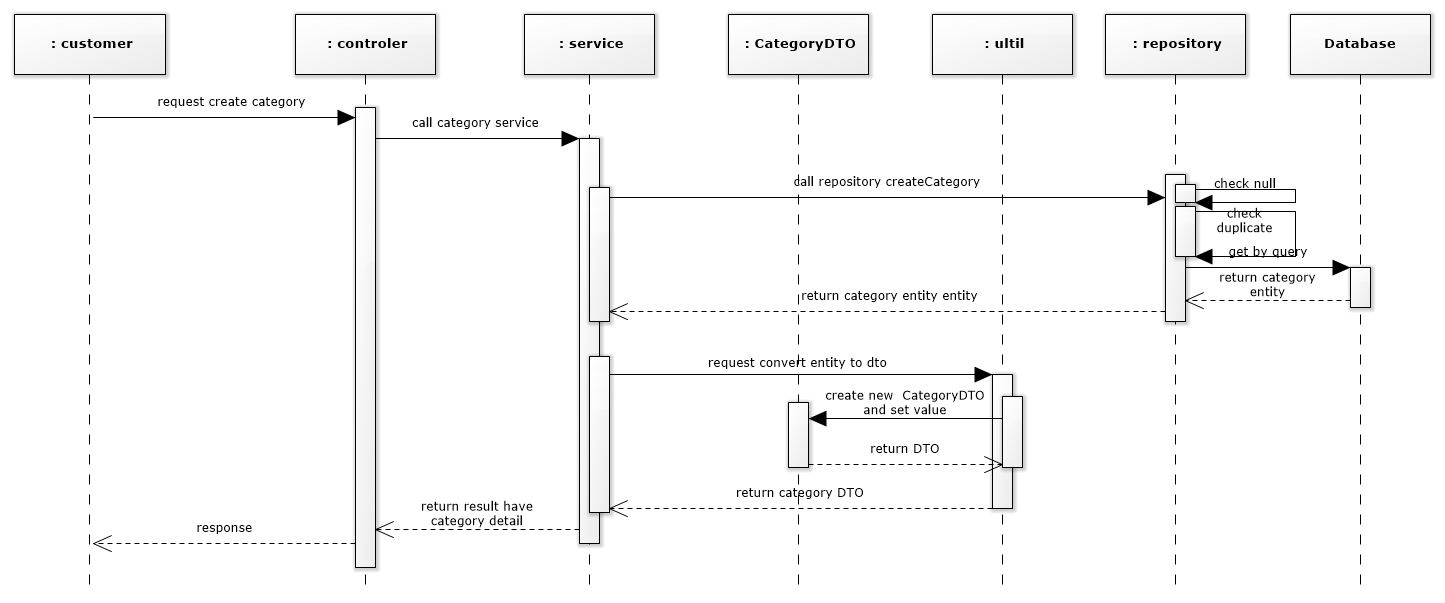 : customer
: controler
: service
: CategoryDTO
: ultil
: repository
Database
request create category
call category service
call repository createCategory
check null
check
duplicate
get by query
return category
entity
return category entity entity
request convert entity to dto
create new  CategoryDTO
and set value
return DTO
return category DTO
return result have
category detail
response